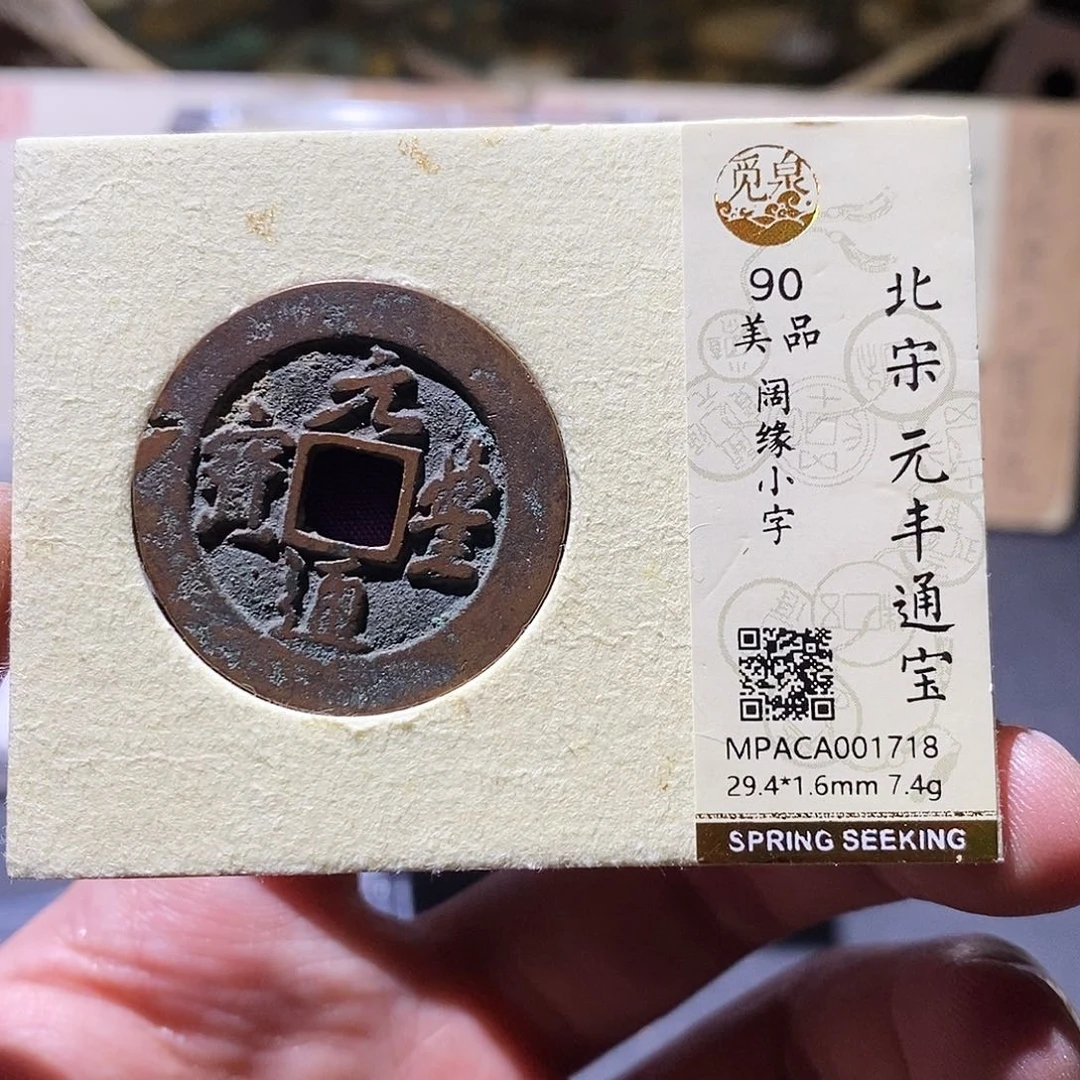 元豐通寶
觅泉
90
美品
阔缘小字
北宋 元丰通宝
MPACA001718
29.4*1.6mm 7.4g
SPRING SEEKING